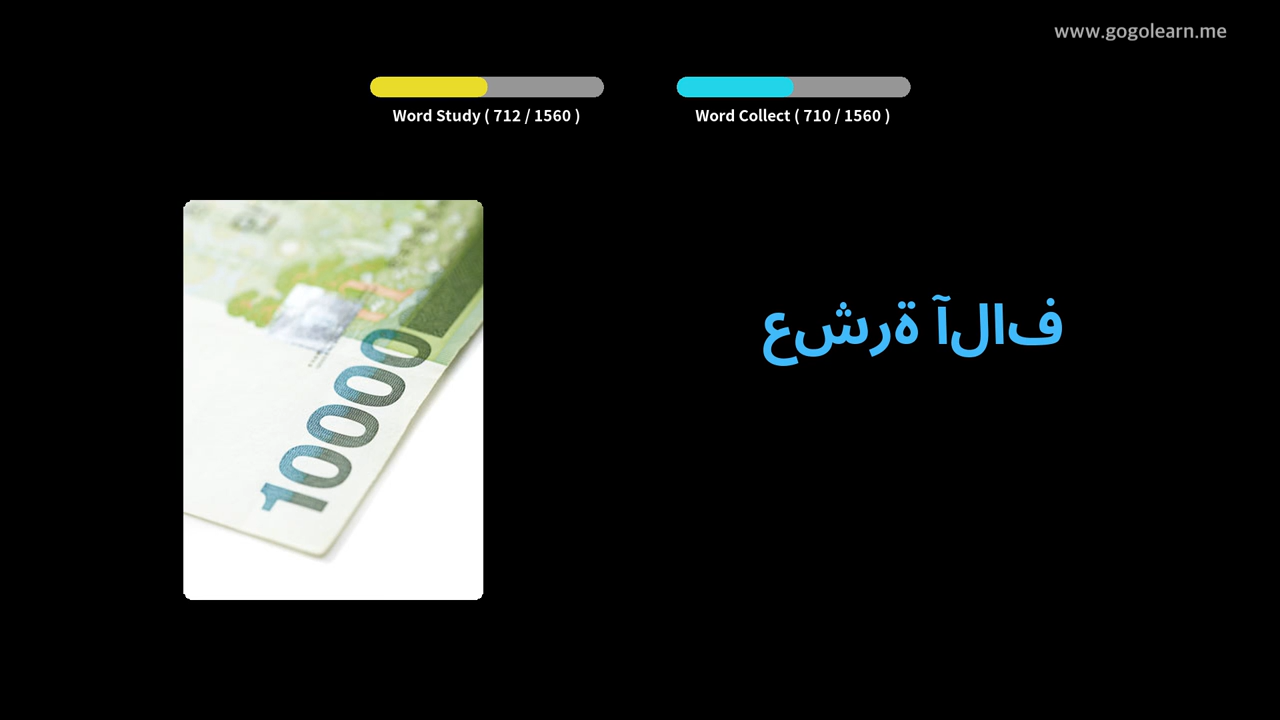 www.gogolearn.me
Word Study ( 712 / 1560 )
Word Collect ( 710 / 1560 )
عشرة آلاف
10000